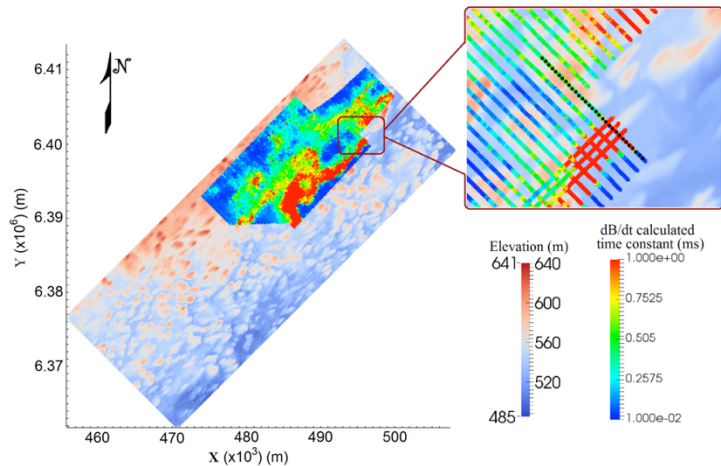 N
6.41
6.40
6.39
6.38
6.37
Y (x10⁶) (m)
460
470
480
490
500
X (x10³) (m)
Elevation (m)
641
640
600
560
520
485
dB/dt calculated
time constant (ms)
1.000e+00
0.7525
0.505
0.2575
1.000e-02